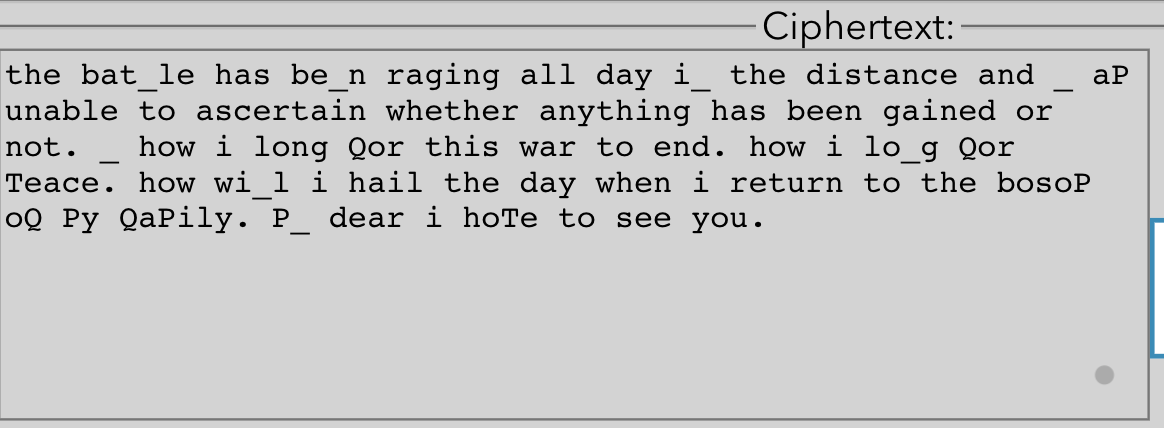 Ciphertext:
the bat_le has be_n raging all day i_ the distance and _ aP
unable to ascertain whether anything has been gained or
not. _ how i long Qor this war to end. how i lo_g Qor
Teace. how wi_l i hail the day when i return to the bosoP
oQ Py QaPily. P_ dear i hoTe to see you.